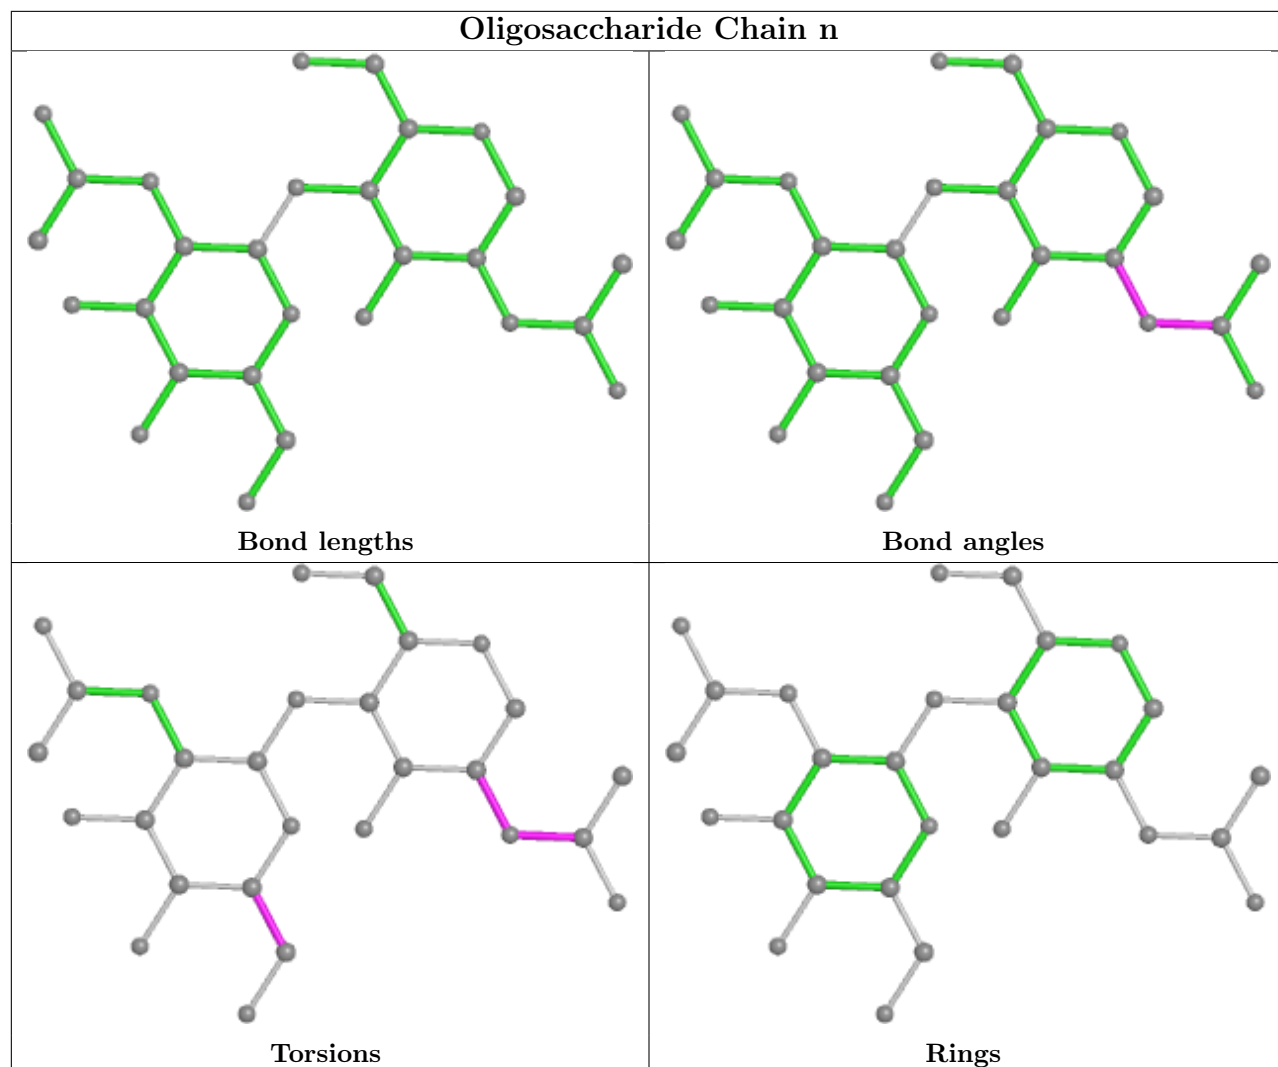 Oligosaccharide Chain n
Bond lengths
Bond angles
Torsions
Rings